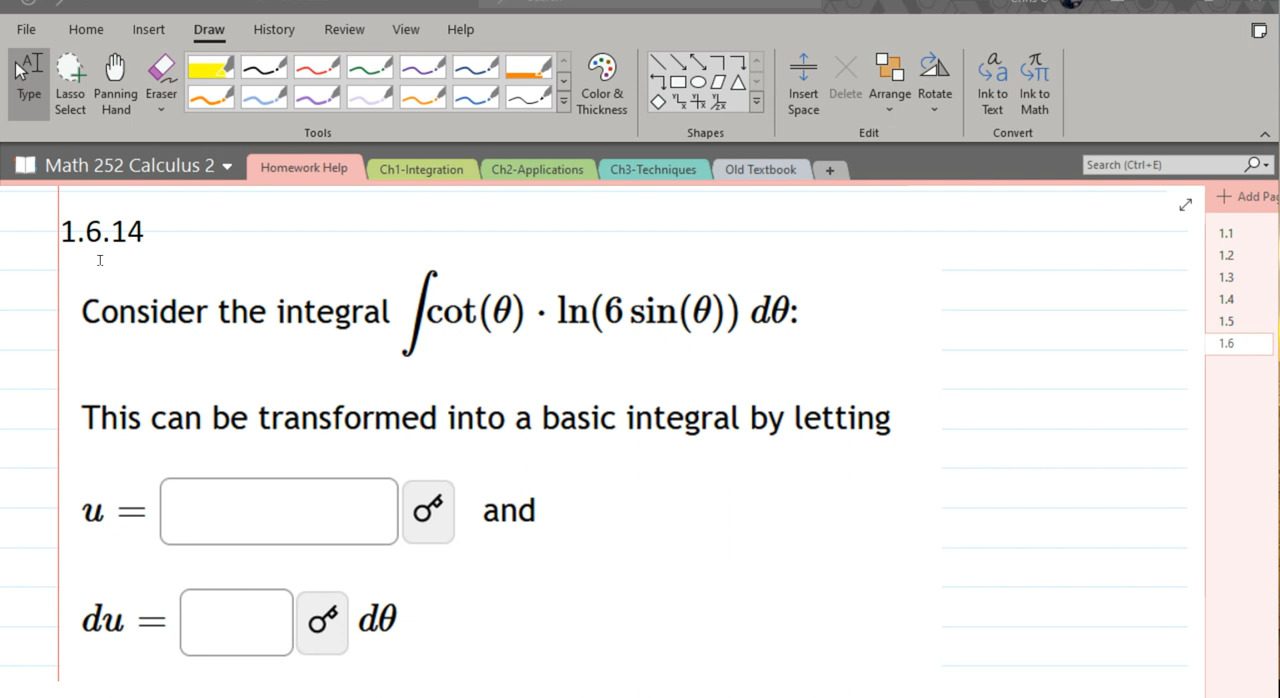 File Home Insert Draw History Review View Help
Type
Lasso Select
Panning Hand
Eraser
Color & Thickness
Insert Space
Delete
Arrange
Rotate
Ink to Text
Ink to Math
Tools Shapes Edit Convert
Math 252 Calculus 2 Homework Help Ch1-Integration Ch2-Applications Ch3-Techniques Old Textbook + Search (Ctrl+E)
+ Add Pag
1.1
1.2
1.3
1.4
1.5
1.6
1.6.14
Consider the integral ∫cot(θ) · ln(6 sin(θ)) dθ:
This can be transformed into a basic integral by letting
u = and
du = dθ